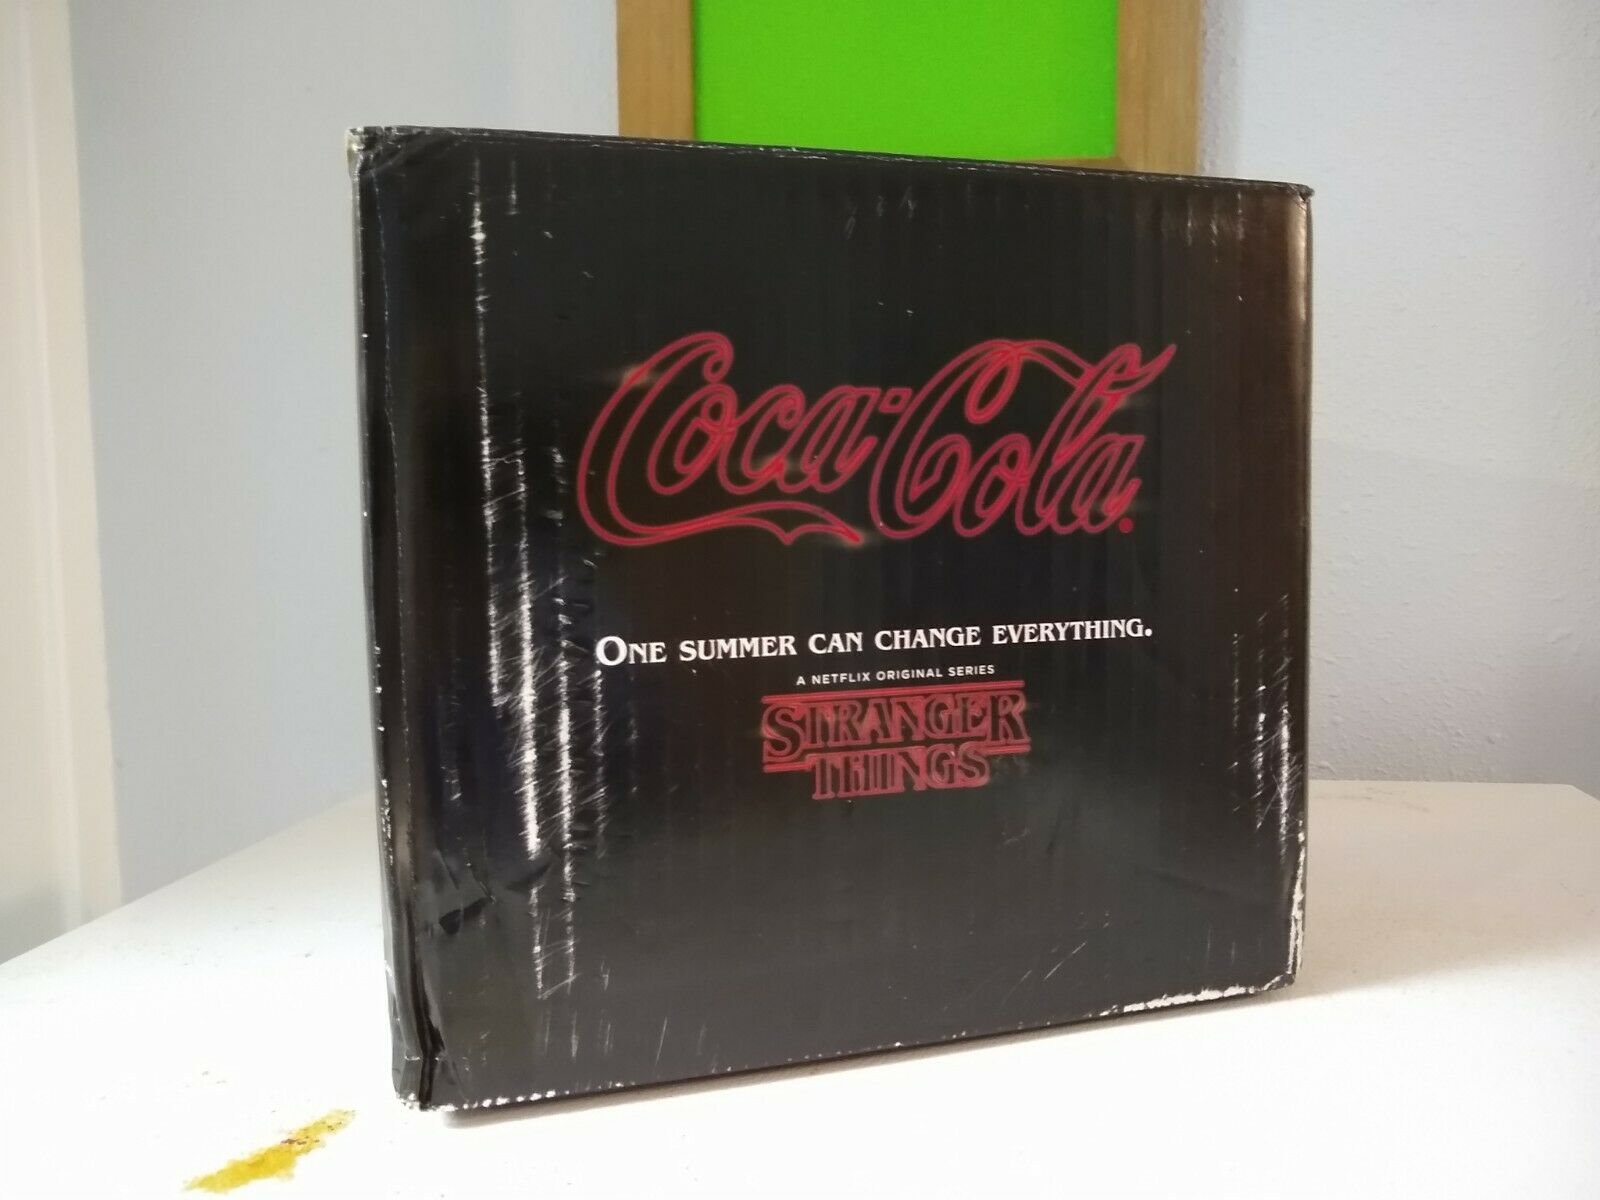 Coca-Cola
ONE SUMMER CAN CHANGE EVERYTHING.
A NETFLIX ORIGINAL SERIES
STRANGER
THINGS